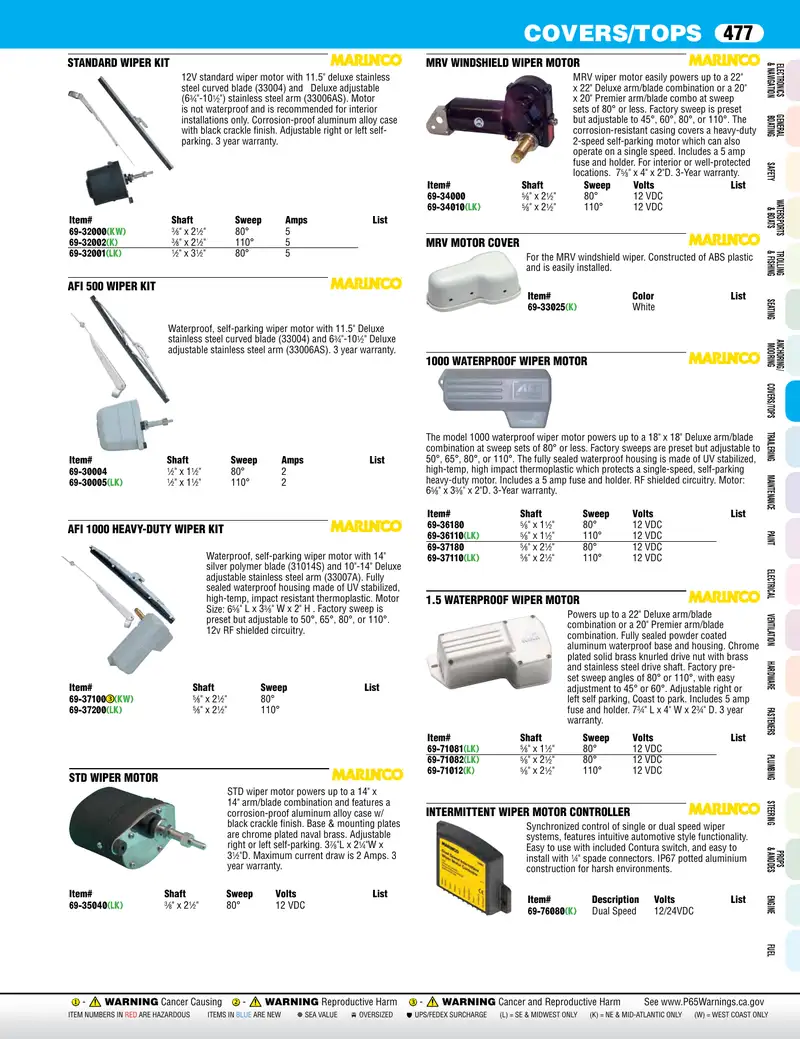 COVERS/TOPS 477
STANDARD WIPER KIT MARINCO
12V standard wiper motor with 11.5" deluxe stainless
steel curved blade (33004) and Deluxe adjustable
(6¾"-10½") stainless steel arm (33006AS). Motor
is not waterproof and is recommended for interior
installations only. Corrosion-proof aluminum alloy case
with black crackle finish. Adjustable right or left self-
parking. 3 year warranty.
Item# Shaft Sweep Amps List
69-32000(KW) ⅜" x 2½" 80° 5
69-32002(K) ⅜" x 2½" 110° 5
69-32001(LK) ½" x 3½" 80° 5
AFI 500 WIPER KIT MARINCO
Waterproof, self-parking wiper motor with 11.5" Deluxe
stainless steel curved blade (33004) and 6¾"-10½" Deluxe
adjustable stainless steel arm (33006AS). 3 year warranty.
Item# Shaft Sweep Amps List
69-30004 ½" x 1½" 80° 2
69-30005(LK) ½" x 1½" 110° 2
AFI 1000 HEAVY-DUTY WIPER KIT MARINCO
Waterproof, self-parking wiper motor with 14"
silver polymer blade (31014S) and 10"-14" Deluxe
adjustable stainless steel arm (33007A). Fully
sealed waterproof housing made of UV stabilized,
high-temp, impact resistant thermoplastic. Motor
Size: 6⅝" L x 3⅜" W x 2" H . Factory sweep is
preset but adjustable to 50°, 65°, 80°, or 110°.
12v RF shielded circuitry.
Item# Shaft Sweep List
69-37100 3 (KW) ⅝" x 2½" 80°
69-37200(LK) ⅝" x 2½" 110°
STD WIPER MOTOR MARINCO
STD wiper motor powers up to a 14" x
14" arm/blade combination and features a
corrosion-proof aluminum alloy case w/
black crackle finish. Base & mounting plates
are chrome plated naval brass. Adjustable
right or left self-parking. 3⅞"L x 2¼"W x
3½"D. Maximum current draw is 2 Amps. 3
year warranty.
Item# Shaft Sweep Volts List
69-35040(LK) ⅜" x 2½" 80° 12 VDC
MRV WINDSHIELD WIPER MOTOR MARINCO
MRV wiper motor easily powers up to a 22"
x 22" Deluxe arm/blade combination or a 20"
x 20" Premier arm/blade combo at sweep
sets of 80° or less. Factory sweep is preset
but adjustable to 45°, 60°, 80°, or 110°. The
corrosion-resistant casing covers a heavy-duty
2-speed self-parking motor which can also
operate on a single speed. Includes a 5 amp
fuse and holder. For interior or well-protected
locations. 7⅝" x 4" x 2"D. 3-Year warranty.
Item# Shaft Sweep Volts List
69-34000 ⅝" x 2½" 80° 12 VDC
69-34010(LK) ⅝" x 2½" 110° 12 VDC
MRV MOTOR COVER MARINCO
For the MRV windshield wiper. Constructed of ABS plastic
and is easily installed.
Item# Color List
69-33025(K) White
1000 WATERPROOF WIPER MOTOR MARINCO
The model 1000 waterproof wiper motor powers up to a 18" x 18" Deluxe arm/blade
combination at sweep sets of 80° or less. Factory sweeps are preset but adjustable to
50°, 65°, 80°, or 110°. The fully sealed waterproof housing is made of UV stabilized,
high-temp, high impact thermoplastic which protects a single-speed, self-parking
heavy-duty motor. Includes a 5 amp fuse and holder. RF shielded circuitry. Motor:
6⅝" x 3⅜" x 2"D. 3-Year warranty.
Item# Shaft Sweep Volts List
69-36180 ⅝" x 1½" 80° 12 VDC
69-36110(LK) ⅝" x 1½" 110° 12 VDC
69-37180 ⅝" x 2½" 80° 12 VDC
69-37110(LK) ⅝" x 2½" 110° 12 VDC
1.5 WATERPROOF WIPER MOTOR MARINCO
Powers up to a 22" Deluxe arm/blade
combination or a 20" Premier arm/blade
combination. Fully sealed powder coated
aluminum waterproof base and housing. Chrome
plated solid brass knurled drive nut with brass
and stainless steel drive shaft. Factory pre-
set sweep angles of 80° or 110°, with easy
adjustment to 45° or 60°. Adjustable right or
left self parking, Coast to park. Includes 5 amp
fuse and holder. 7¾" L x 4" W x 2¾" D. 3 year
warranty.
Item# Shaft Sweep Volts List
69-71081(LK) ⅝" x 1½" 80° 12 VDC
69-71082(LK) ⅝" x 2½" 80° 12 VDC
69-71012(K) ⅝" x 2½" 110° 12 VDC
INTERMITTENT WIPER MOTOR CONTROLLER MARINCO
Synchronized control of single or dual speed wiper
systems, features intuitive automotive style functionality.
Easy to use with included Contura switch, and easy to
install with ¼" spade connectors. IP67 potted aluminium
construction for harsh environments.
Item# Description Volts List
69-76080(K) Dual Speed 12/24VDC
ELECTRONICS
& NAVIGATION
GENERAL
BOATING
SAFETY
WATERSPORTS
& BOATS
TROLLING
& FISHING
SEATING
ANCHORING/
MOORING
COVERS/TOPS
TRAILERING
MAINTENANCE
PAINT
ELECTRICAL
VENTILATION
HARDWARE
FASTENERS
PLUMBING
STEERING
PROPS
& ANODES
ENGINE
FUEL
1 - WARNING Cancer Causing 2 - WARNING Reproductive Harm 3 - WARNING Cancer and Reproductive Harm See www.P65Warnings.ca.gov
ITEM NUMBERS IN RED ARE HAZARDOUS ITEMS IN BLUE ARE NEW SEA VALUE OVERSIZED UPS/FEDEX SURCHARGE (L) = SE & MIDWEST ONLY (K) = NE & MID-ATLANTIC ONLY (W) = WEST COAST ONLY